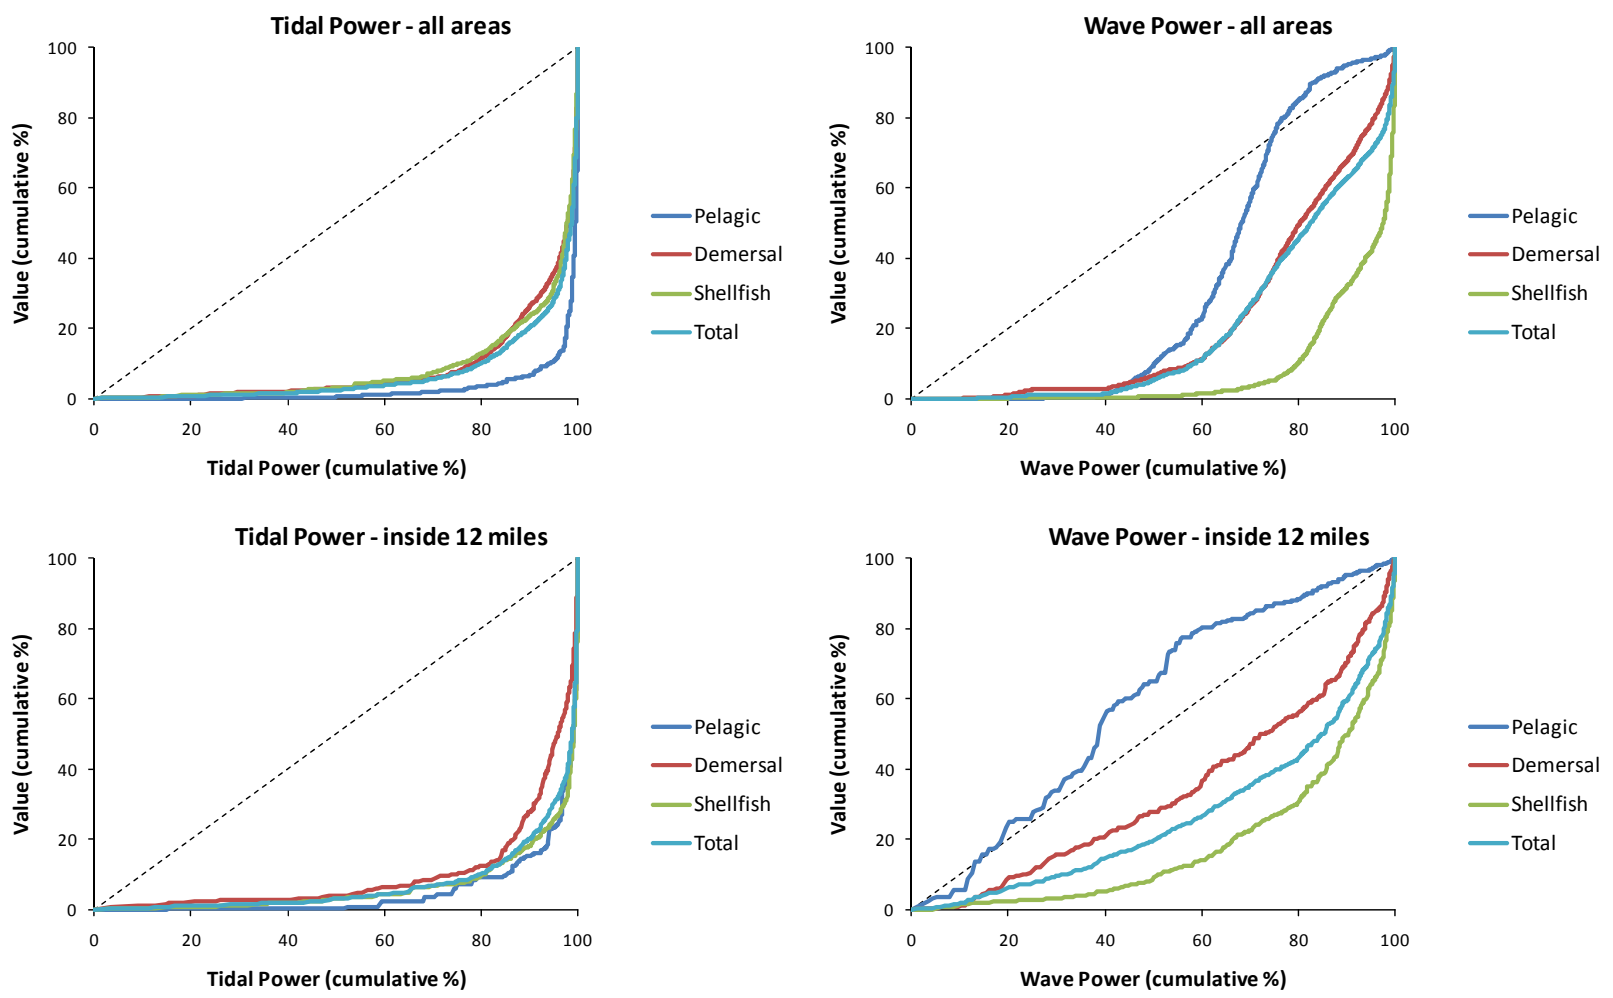 Tidal Power - all areas
100
80
60
40
20
0
Value (cumulative %)
0 20 40 60 80 100
Tidal Power (cumulative %)
Pelagic
Demersal
Shellfish
Total
Wave Power - all areas
100
80
60
40
20
0
Value (cumulative %)
0 20 40 60 80 100
Wave Power (cumulative %)
Pelagic
Demersal
Shellfish
Total
Tidal Power - inside 12 miles
100
80
60
40
20
0
Value (cumulative %)
0 20 40 60 80 100
Tidal Power (cumulative %)
Pelagic
Demersal
Shellfish
Total
Wave Power - inside 12 miles
100
80
60
40
20
0
Value (cumulative %)
0 20 40 60 80 100
Wave Power (cumulative %)
Pelagic
Demersal
Shellfish
Total